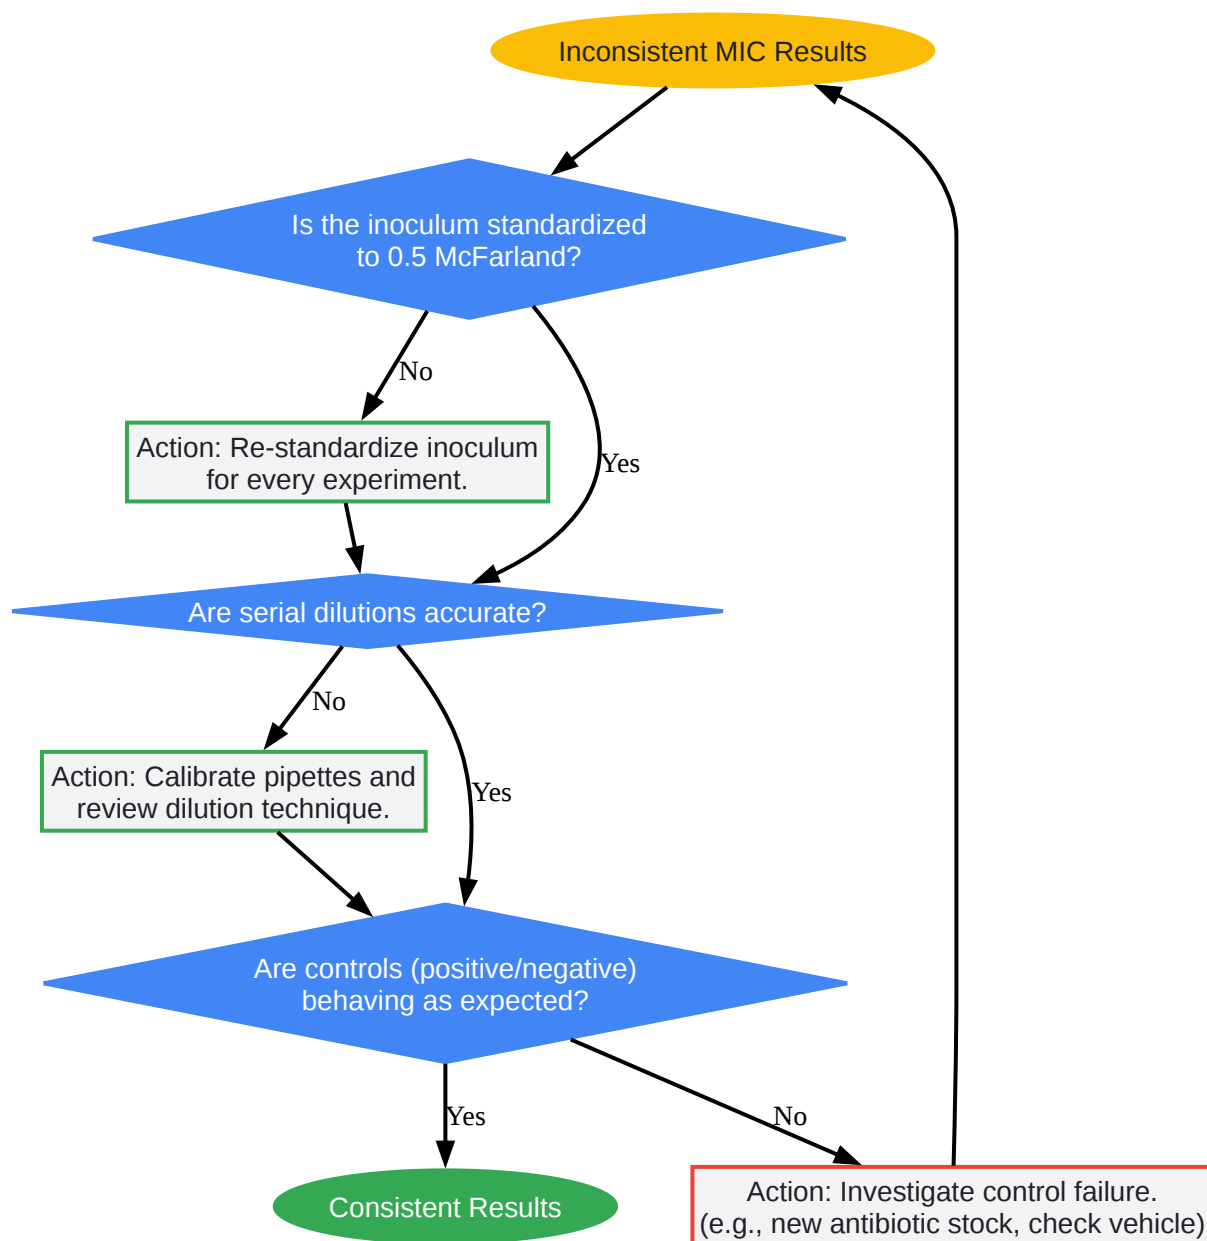 Inconsistent MIC Results
Is the inoculum standardized
to 0.5 McFarland?
No
Action: Re-standardize inoculum
for every experiment.
Yes
Are serial dilutions accurate?
No
Action: Calibrate pipettes and
review dilution technique.
Yes
Are controls (positive/negative)
behaving as expected?
Yes
No
Consistent Results
Action: Investigate control failure.
(e.g., new antibiotic stock, check vehicle)